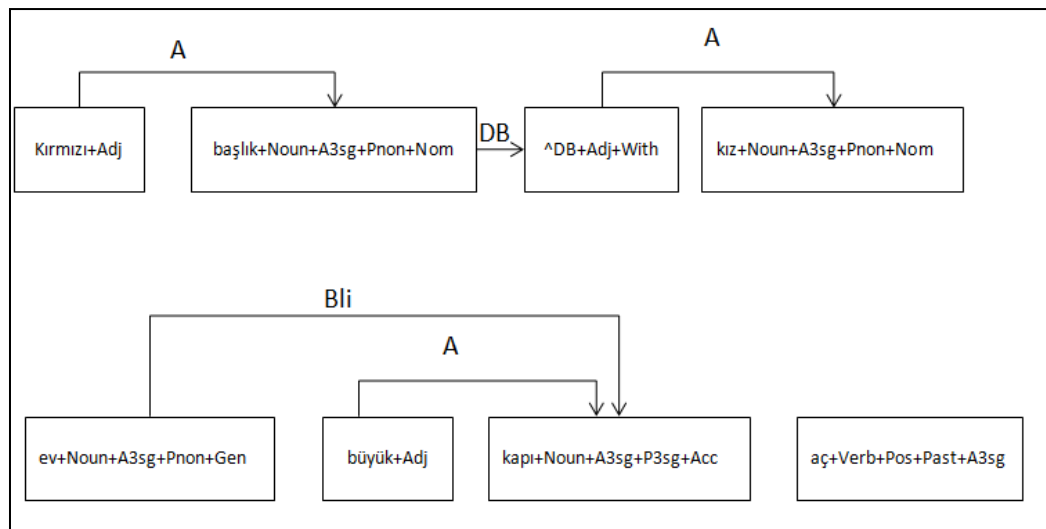 A A
Kırmızı+Adj başlık+Noun+A3sg+Pnon+Nom DB ^DB+Adj+With kız+Noun+A3sg+Pnon+Nom
Bli
A
ev+Noun+A3sg+Pnon+Gen büyük+Adj kapı+Noun+A3sg+P3sg+Acc aç+Verb+Pos+Past+A3sg